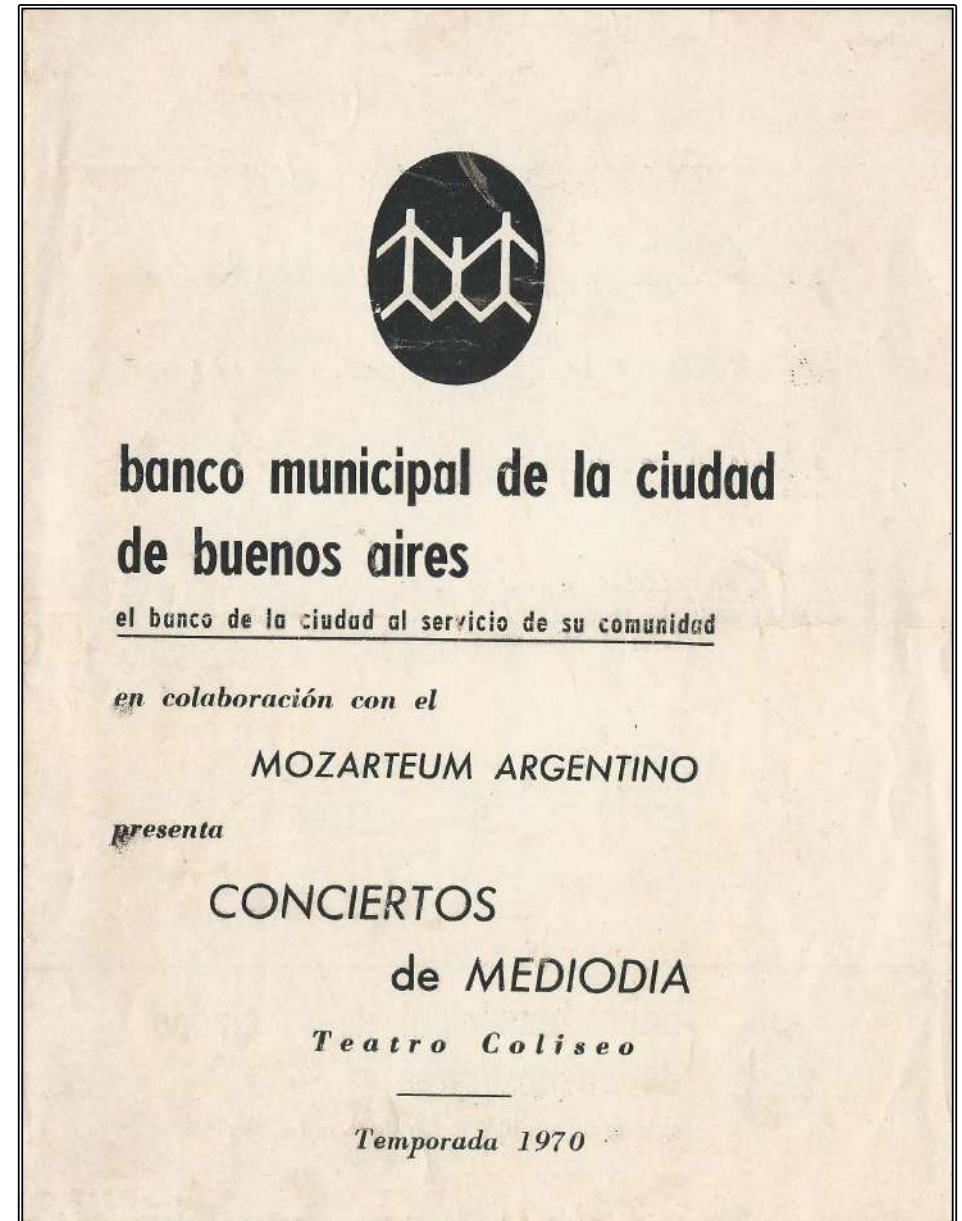 banco municipal de la ciudad
de buenos aires
el banco de la ciudad al servicio de su comunidad
en colaboración con el
MOZARTEUM ARGENTINO
presenta
CONCIERTOS
de MEDIODIA
Teatro Coliseo
Temporada 1970